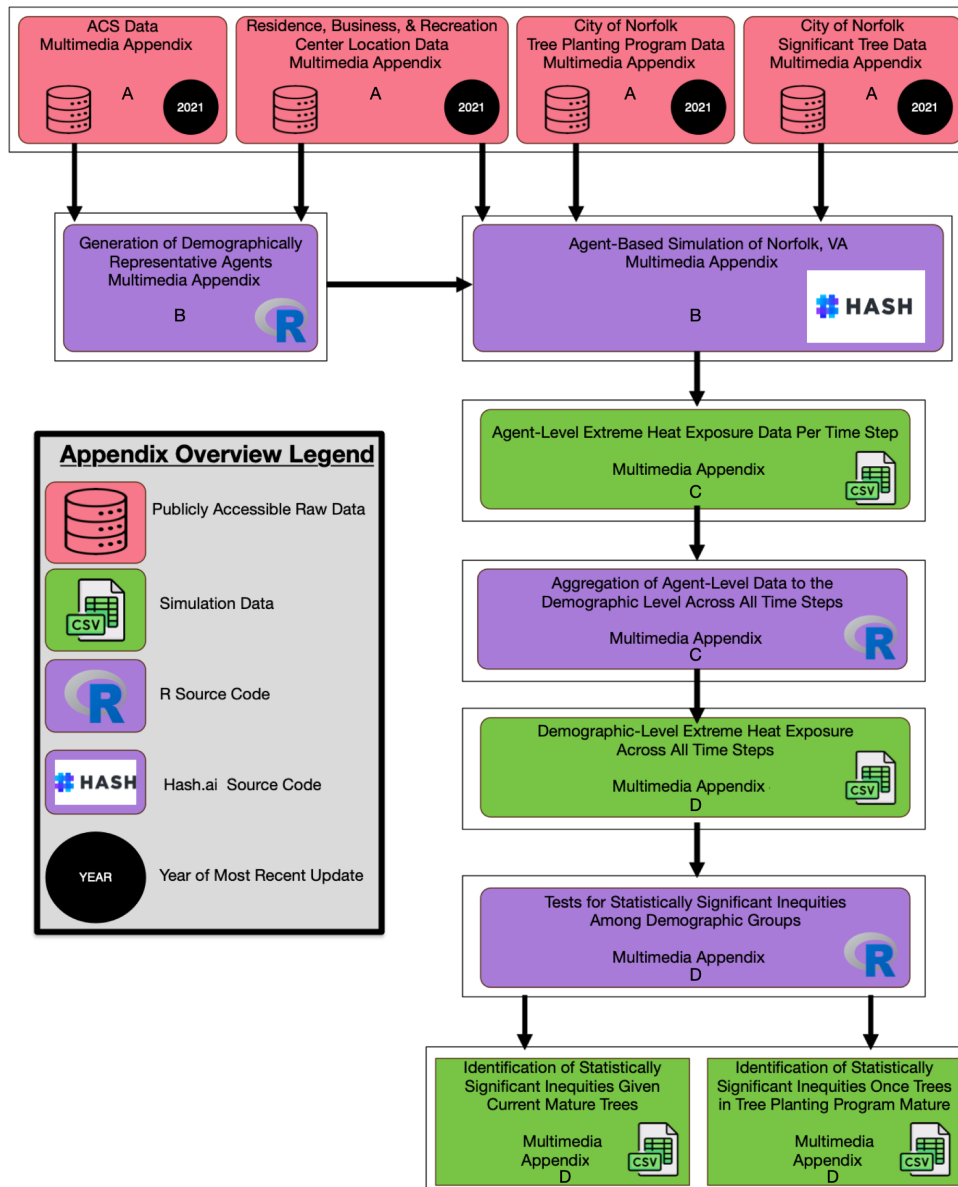 ACS Data
Multimedia Appendix
A
2021
Residence, Business, & Recreation
Center Location Data
Multimedia Appendix
A
2021
City of Norfolk
Tree Planting Program Data
Multimedia Appendix
A
2021
City of Norfolk
Significant Tree Data
Multimedia Appendix
A
2021
Generation of Demographically
Representative Agents
Multimedia Appendix
B
R
Agent-Based Simulation of Norfolk, VA
Multimedia Appendix
B
HASH
Agent-Level Extreme Heat Exposure Data Per Time Step
Multimedia Appendix
C
CSV
Aggregation of Agent-Level Data to the
Demographic Level Across All Time Steps
Multimedia Appendix
C
R
Demographic-Level Extreme Heat Exposure
Across All Time Steps
Multimedia Appendix
D
CSV
Tests for Statistically Significant Inequities
Among Demographic Groups
Multimedia Appendix
D
R
Identification of Statistically
Significant Inequities Given
Current Mature Trees
Multimedia
Appendix
D
CSV
Identification of Statistically
Significant Inequities Once Trees
in Tree Planting Program Mature
Multimedia
Appendix
D
CSV
Appendix Overview Legend
Publicly Accessible Raw Data
CSV
Simulation Data
R
R Source Code
HASH
Hash.ai Source Code
YEAR
Year of Most Recent Update